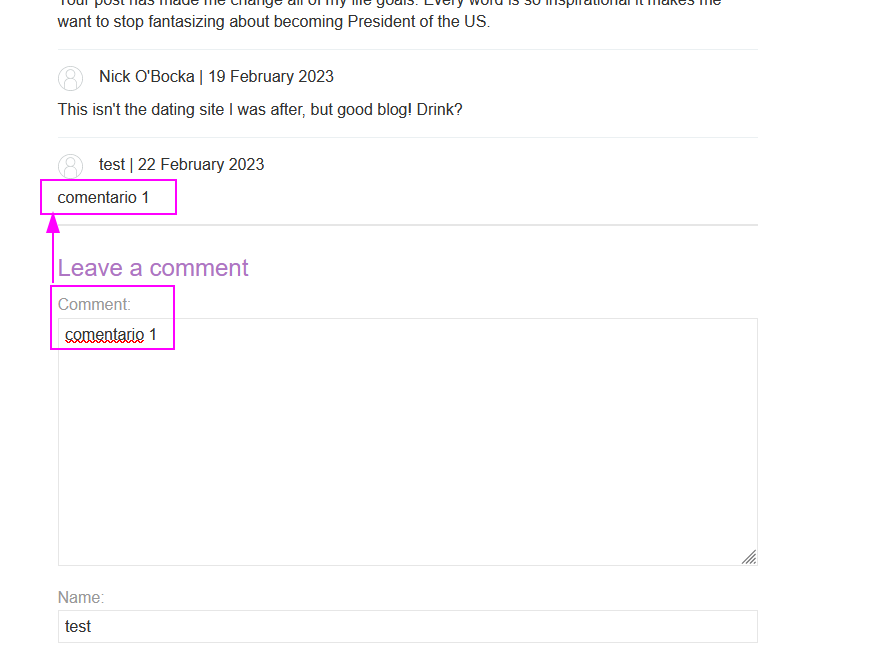 Your post has made me change all of my life goals. Every word is so inspirational it makes me
want to stop fantasizing about becoming President of the US.
Nick O'Bocka | 19 February 2023
This isn't the dating site I was after, but good blog! Drink?
test | 22 February 2023
comentario 1
Leave a comment
Comment:
comentario 1
Name:
test